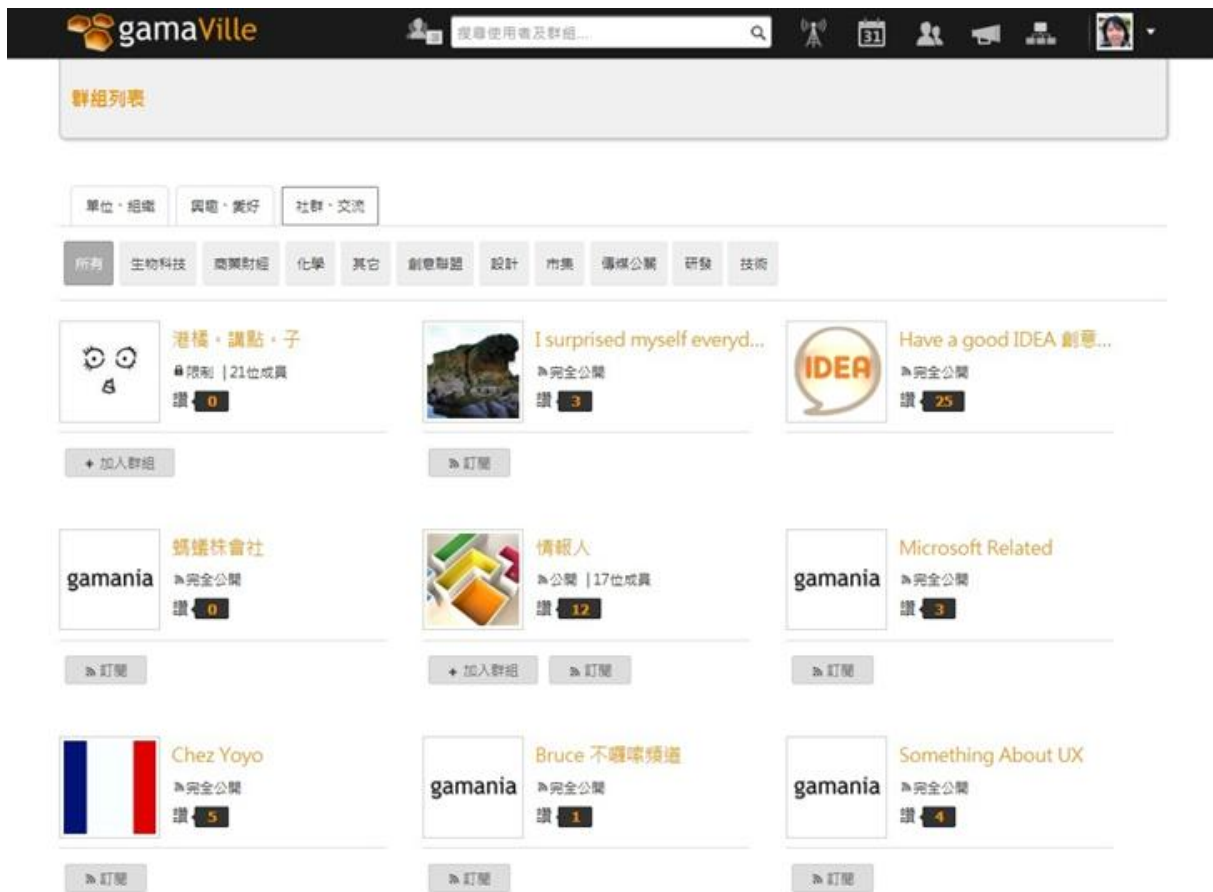 gamaVille
搜尋使用者及群組...
31
群組列表
單位·組織 興趣·愛好 社群·交流
所有 生物科技 商業財經 化學 其它 創意聯盟 設計 市集 傳媒公關 研發 技術
港橘。講點。子
限制 | 21位成員
讚 0
+ 加入群組
I surprised myself everyd...
完全公開
讚 3
訂閱
IDEA
Have a good IDEA 創意...
完全公開
讚 25
gamania
螞蟻株會社
完全公開
讚 0
訂閱
情報人
公開 | 17位成員
讚 12
+ 加入群組 訂閱
gamania
Microsoft Related
完全公開
讚 3
訂閱
Chez Yoyo
完全公開
讚 5
訂閱
gamania
Bruce 不囉嗦頻道
完全公開
讚 1
訂閱
gamania
Something About UX
完全公開
讚 4
訂閱